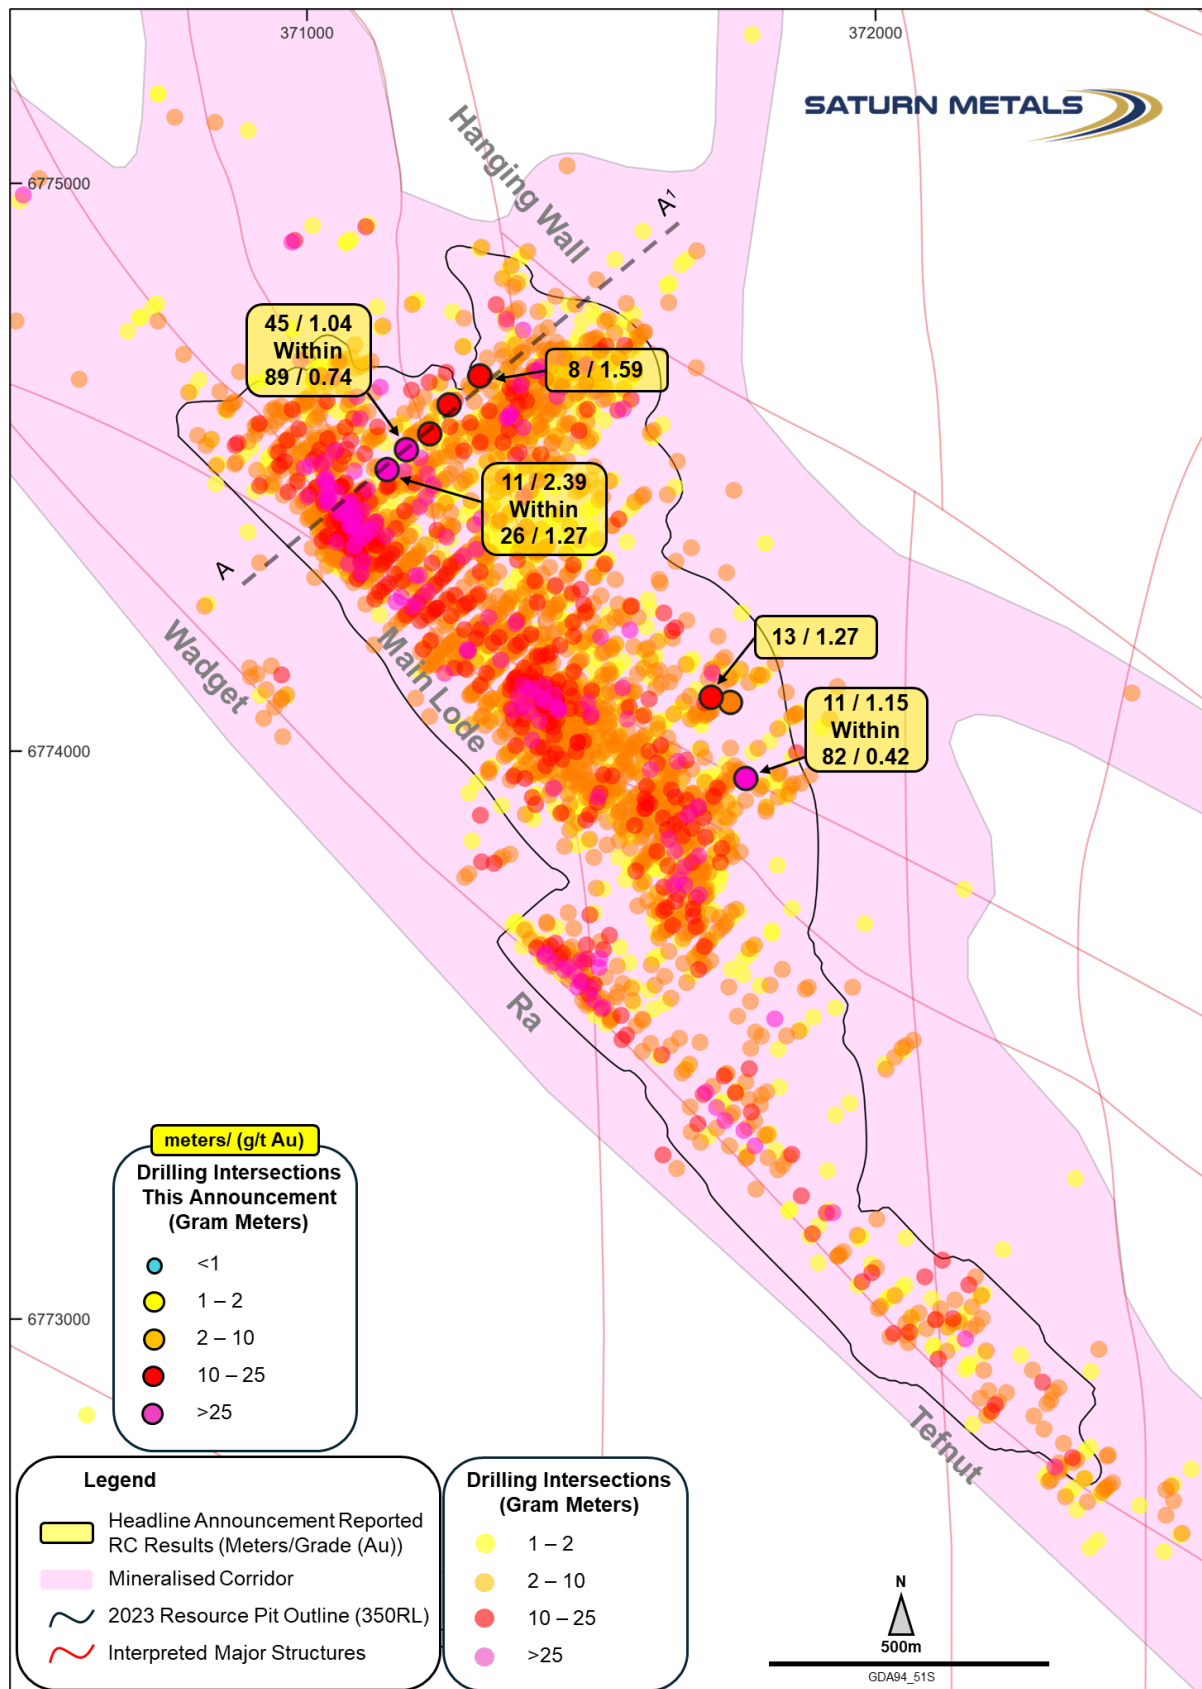 371000
372000
SATURN METALS
Hanging Wall
A¹
6775000
45 / 1.04
Within
89 / 0.74
8 / 1.59
11 / 2.39
Within
26 / 1.27
A
Wadget
Main Lode
13 / 1.27
11 / 1.15
Within
82 / 0.42
6774000
Ra
meters/ (g/t Au)
Drilling Intersections
This Announcement
(Gram Meters)
<1
1 – 2
2 – 10
10 – 25
>25
6773000
Tefnut
Legend
Headline Announcement Reported
RC Results (Meters/Grade (Au))
Mineralised Corridor
2023 Resource Pit Outline (350RL)
Interpreted Major Structures
Drilling Intersections
(Gram Meters)
1 – 2
2 – 10
10 – 25
>25
N
500m
GDA94_51S